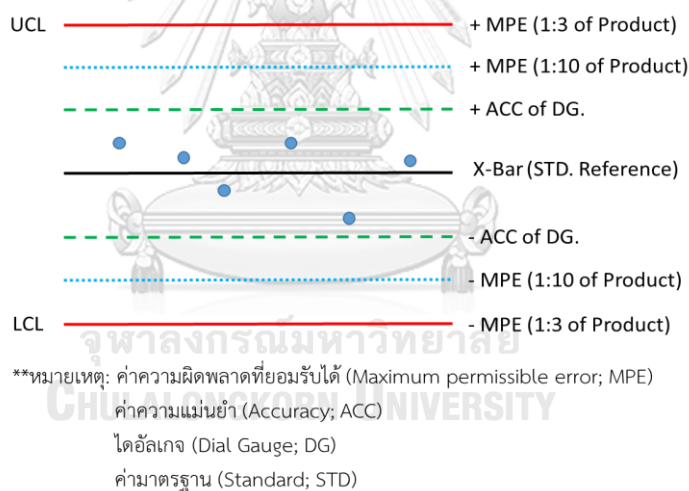 UCL + MPE (1:3 of Product)
+ MPE (1:10 of Product)
+ ACC of DG.
X-Bar (STD. Reference)
- ACC of DG.
- MPE (1:10 of Product)
LCL - MPE (1:3 of Product)
จุฬาลงกรณ์มหาวิทยาลัย
**หมายเหตุ: ค่าความผิดพลาดที่ยอมรับได้ (Maximum permissible error; MPE)
CHULALONGKORN UNIVERSITY
ค่าความแม่นยำ (Accuracy; ACC)
ไดอัลเกจ (Dial Gauge; DG)
ค่ามาตรฐาน (Standard; STD)